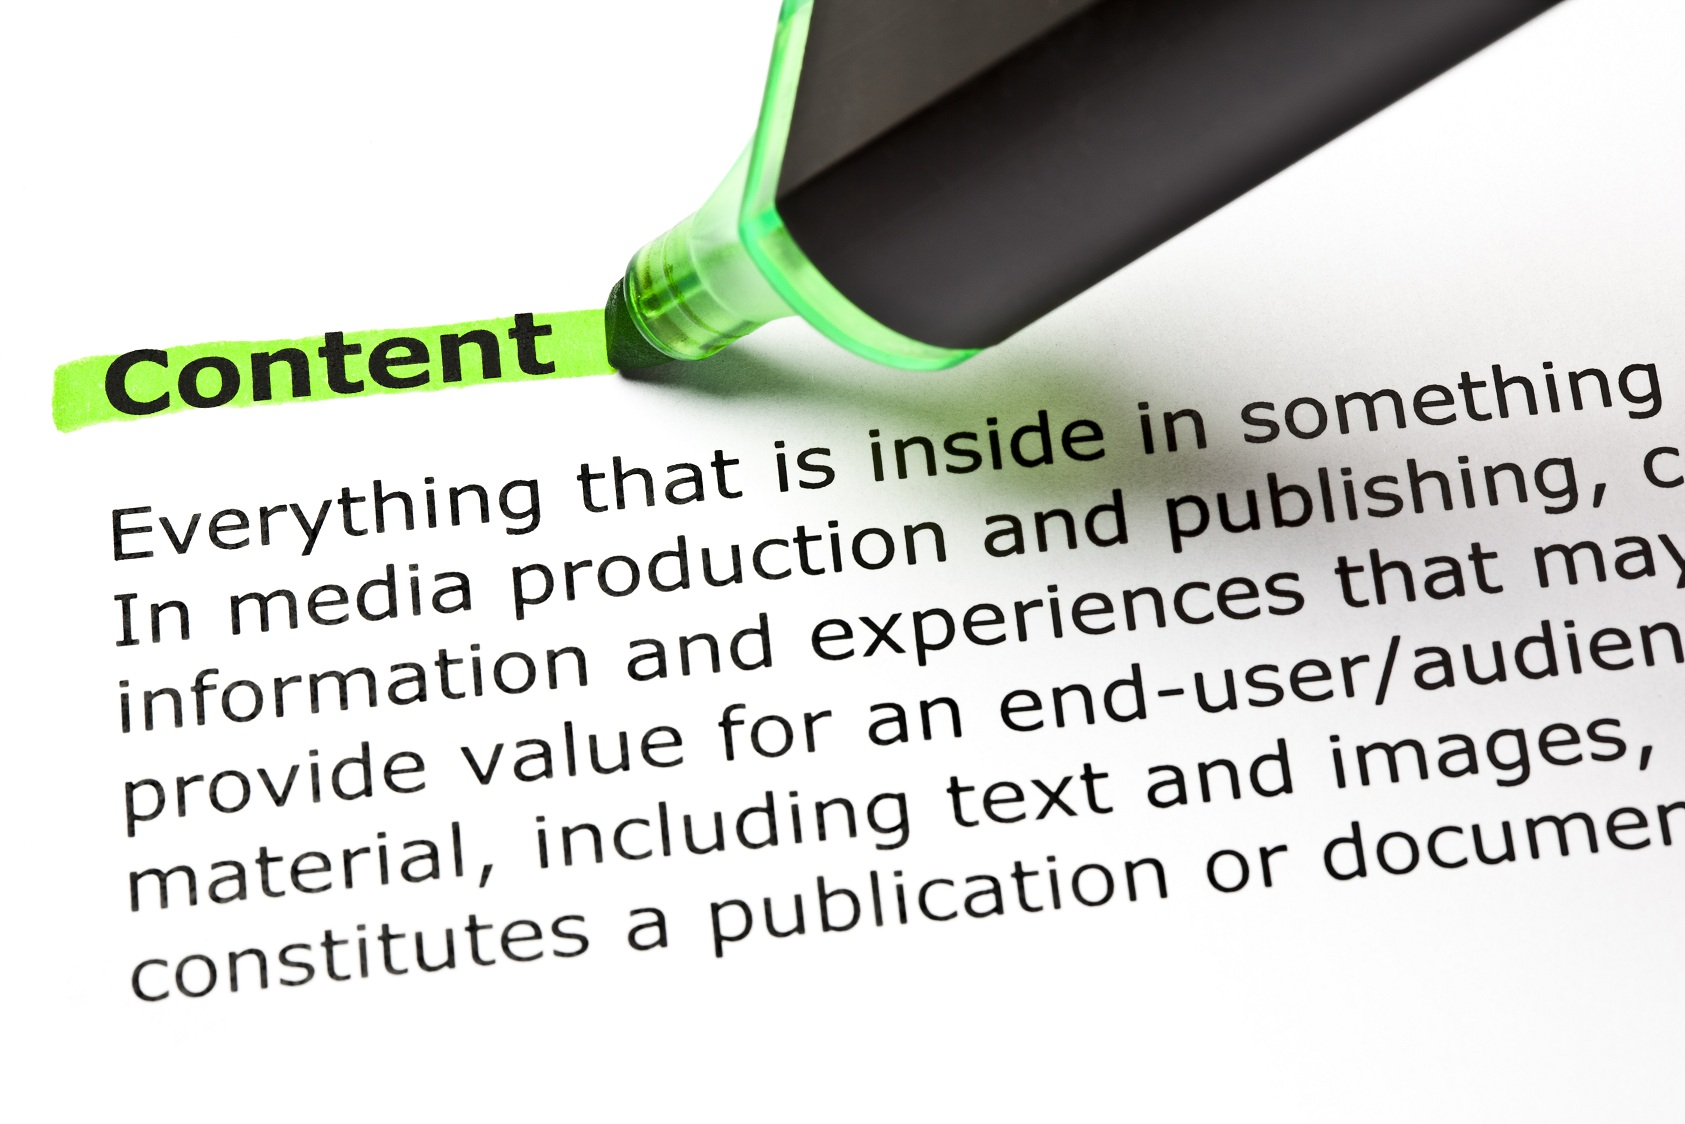 Content
Everything that is inside in something
In media production and publishing, c
information and experiences that may
provide value for an end-user/audien
material, including text and images,
constitutes a publication or documen